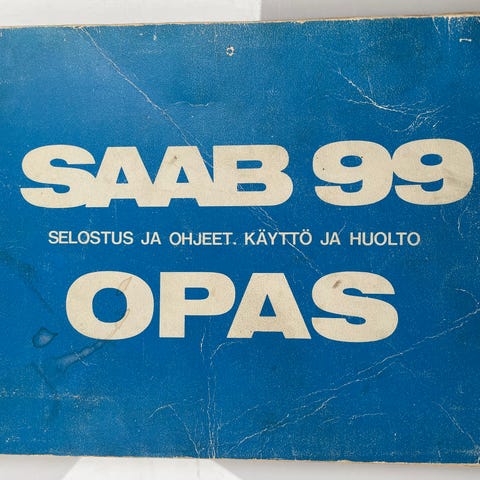 SAAB 99
SELOSTUS JA OHJEET. KÄYTTÖ JA HUOLTO
OPAS